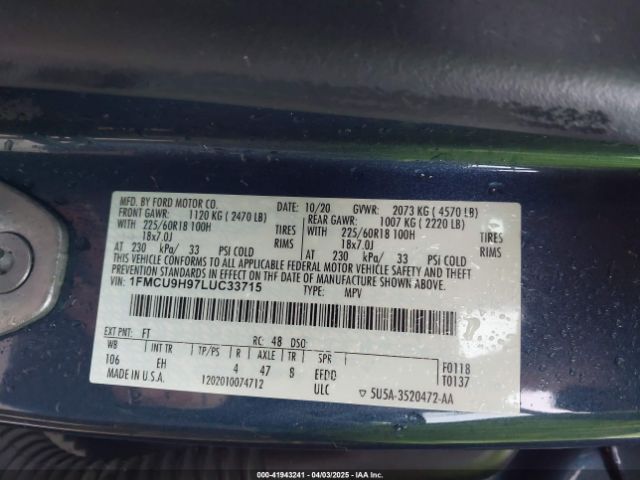 MFD. BY FORD MOTOR CO. 10/20 GVWR: 2073 KG ( 4570 LB)
FRONT GAWR: 1120 KG ( 2470 LB) REAR GAWR: 1007 KG ( 2220 LB)
WITH 225/60R18 100H TIRES WITH 225/60R18 100H TIRES
18x7.0J RIMS 18x7.0J RIMS
AT 230 kPa/ 33 PSI COLD AT 230 kPa/ 33 PSI COLD
THIS VEHICLE CONFORMS TO ALL APPLICABLE FEDERAL MOTOR VEHICLE SAFETY AND THEFT
PREVENTION STANDARDS IN EFFECT ON THE DATE OF MANUFACTURE SHOWN ABOVE.
VIN: 1FMCU9H97LUC33715 TYPE: MPV
EXT PNT: FT RC: 48 DSO:
WB INT TR TP/PS R AXLE TR SPR F0118
106 EH 4 47 8 EFDD T0137
MADE IN U.S.A. 1202010074712 ULC ▽ SU5A-3520472-AA
000-41943241 - 04/03/2025 - IAAI.COM